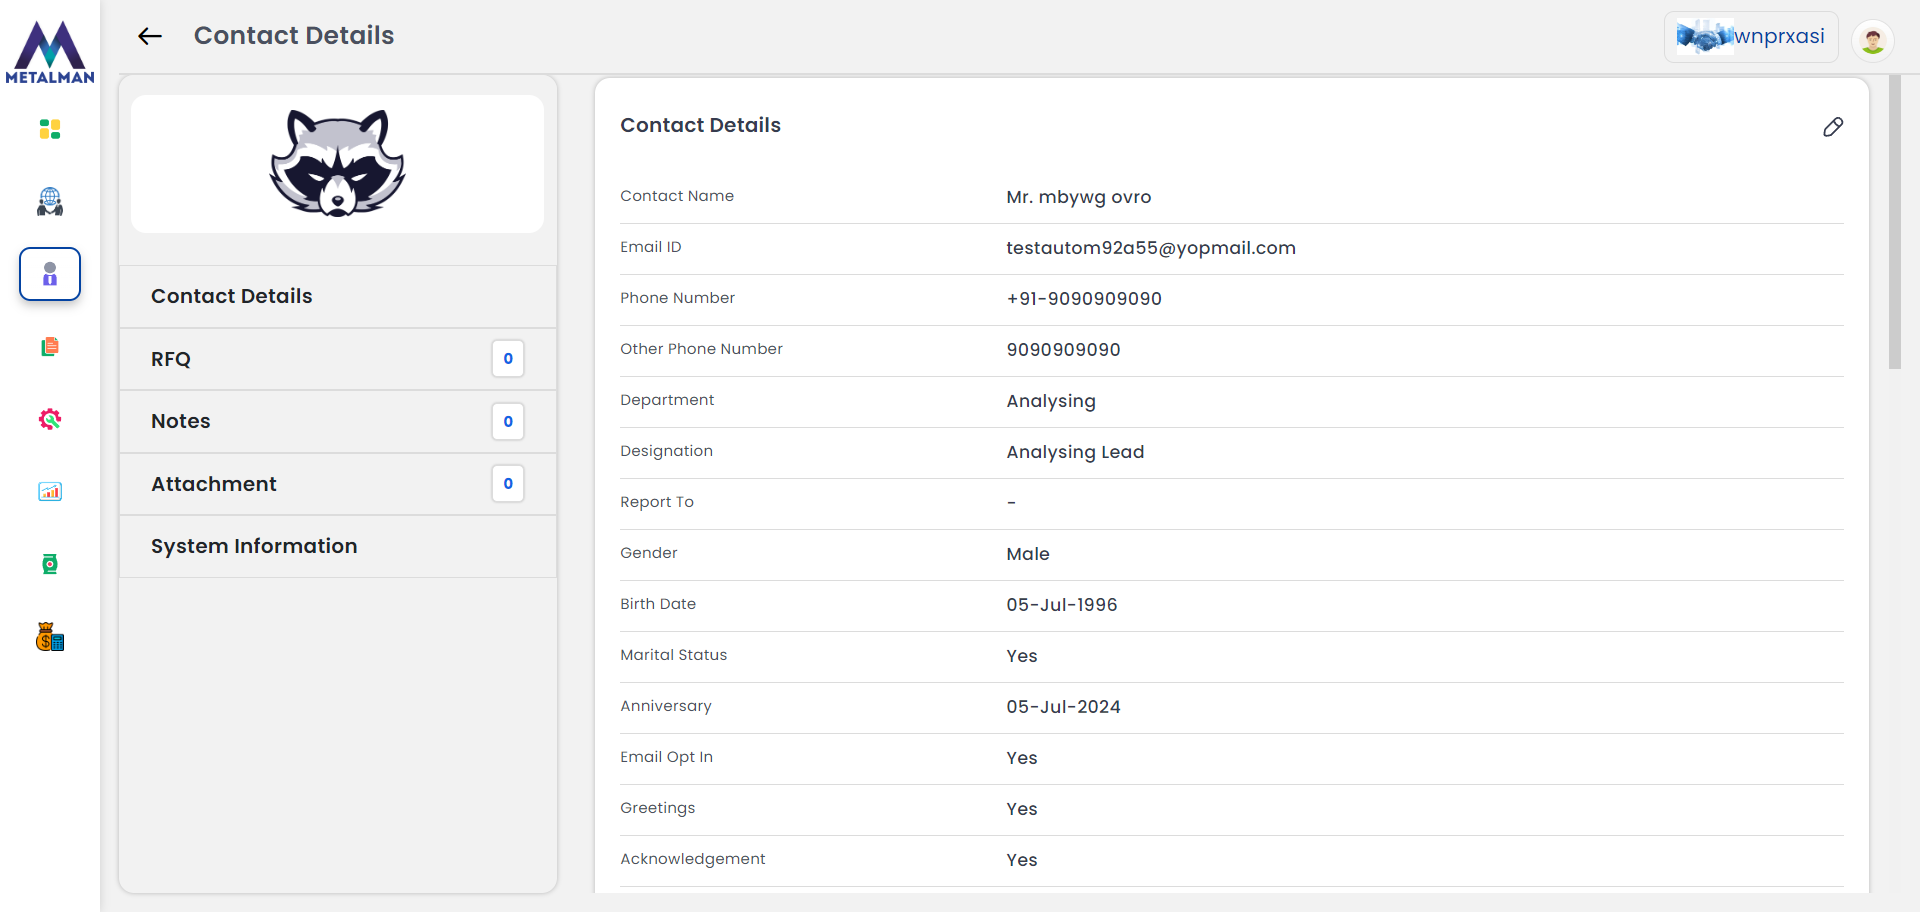 METALMAN
Contact Details
wnprxasi
Contact Details
RFQ 0
Notes 0
Attachment 0
System Information
Contact Details
Contact Name Mr. mbywg ovro
Email ID testautom92a55@yopmail.com
Phone Number +91-9090909090
Other Phone Number 9090909090
Department Analysing
Designation Analysing Lead
Report To -
Gender Male
Birth Date 05-Jul-1996
Marital Status Yes
Anniversary 05-Jul-2024
Email Opt In Yes
Greetings Yes
Acknowledgement Yes